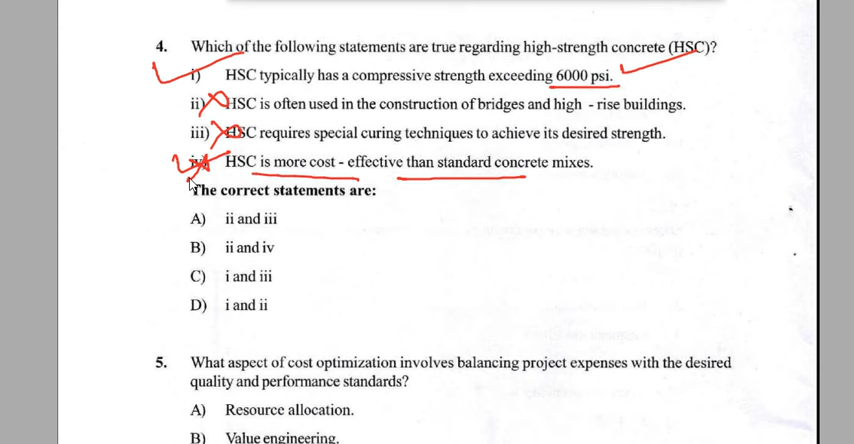 4. Which of the following statements are true regarding high-strength concrete (HSC)?
i) HSC typically has a compressive strength exceeding 6000 psi.
ii) HSC is often used in the construction of bridges and high - rise buildings.
iii) HSC requires special curing techniques to achieve its desired strength.
iv) HSC is more cost - effective than standard concrete mixes.
The correct statements are:
A) ii and iii
B) ii and iv
C) i and iii
D) i and ii
5. What aspect of cost optimization involves balancing project expenses with the desired
quality and performance standards?
A) Resource allocation.
B) Value engineering.